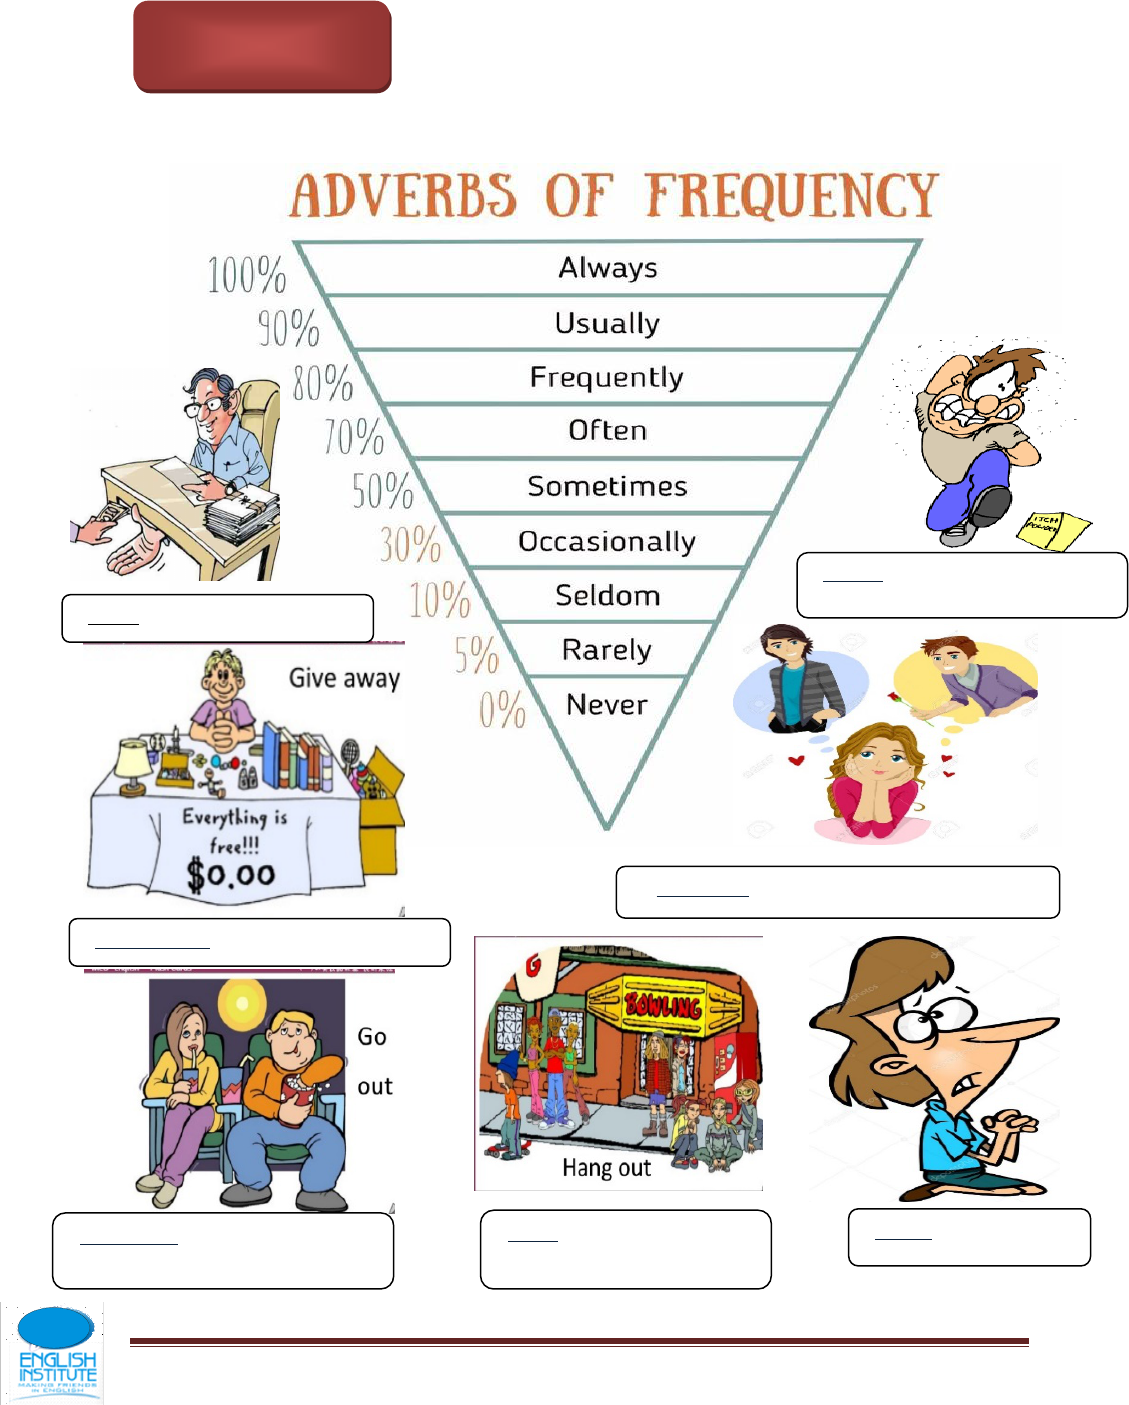 ADVERBS OF FREQUENCY
100% Always
90% Usually
80% Frequently
70% Often
50% Sometimes
30% Occasionally
10% Seldom
5% Rarely
0% Never
ITCH
Give away
Everything is
free!!!
$0.00
Go
out
G
BOWLING
Hang out
ENGLISH
INSTITUTE
MAKING FRIENDS
IN ENGLISH